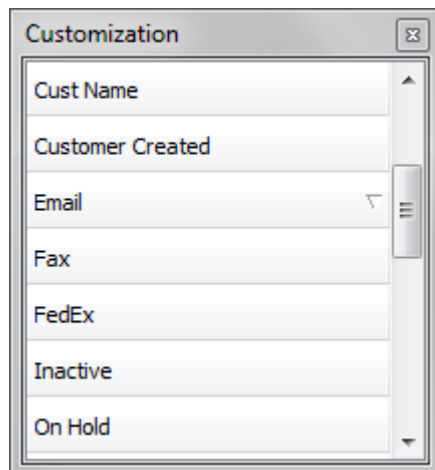 Customization
Cust Name
Customer Created
Email
Fax
FedEx
Inactive
On Hold